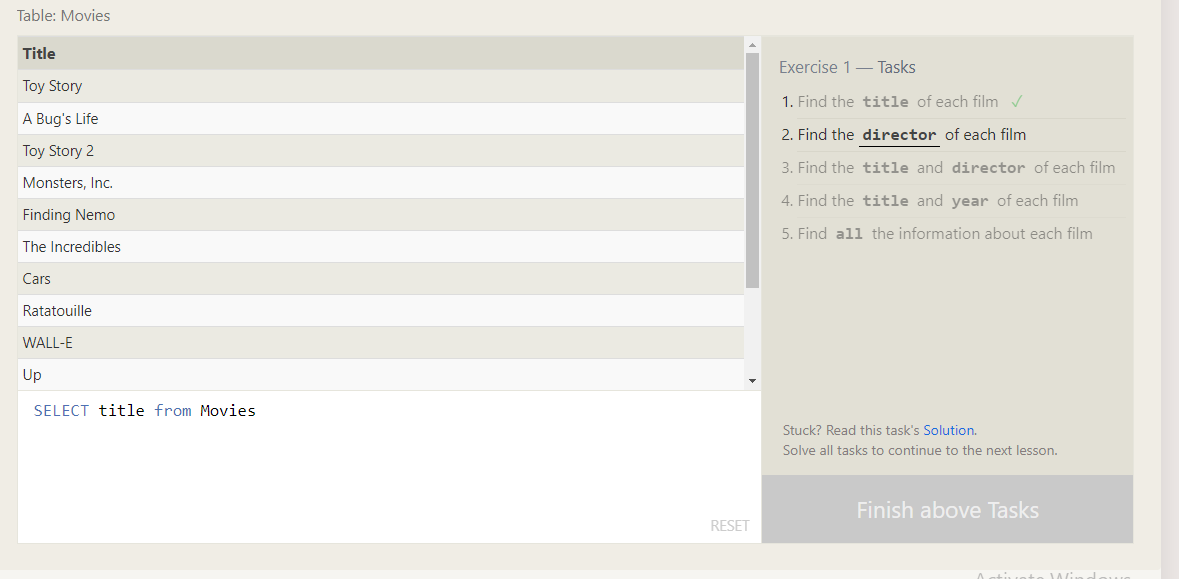 Table: Movies
Title
Toy Story
A Bug's Life
Toy Story 2
Monsters, Inc.
Finding Nemo
The Incredibles
Cars
Ratatouille
WALL-E
Up
SELECT title from Movies
RESET
Exercise 1 — Tasks
1. Find the title of each film ✓
2. Find the director of each film
3. Find the title and director of each film
4. Find the title and year of each film
5. Find all the information about each film
Stuck? Read this task's Solution.
Solve all tasks to continue to the next lesson.
Finish above Tasks
Activate Windows